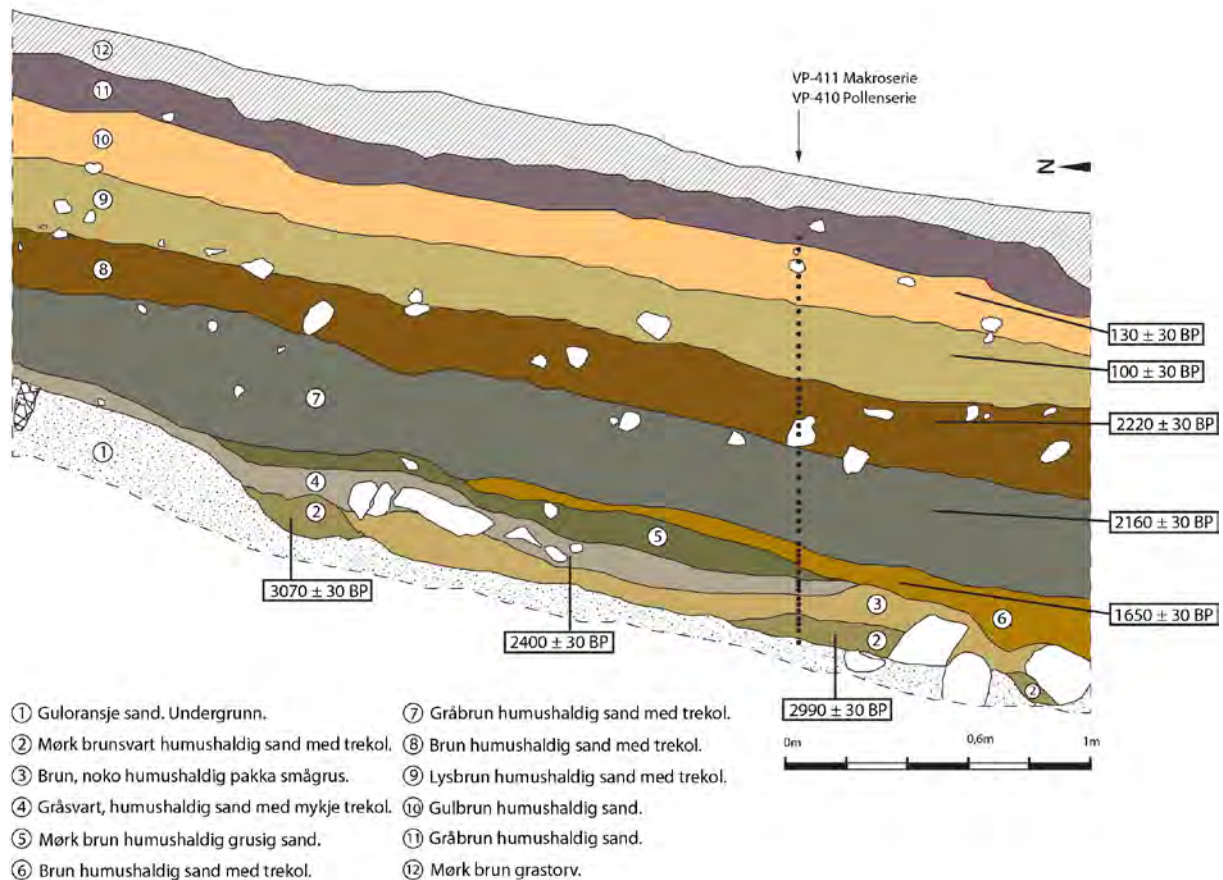 ⑫
VP-411 Makroserie
VP-410 Pollenserie
⑪
⑩
N
⑨
⑧
130 ± 30 BP
100 ± 30 BP
⑦
2220 ± 30 BP
①
④
②
⑤
2160 ± 30 BP
3070 ± 30 BP
③
1650 ± 30 BP
⑥
2400 ± 30 BP
②
②
2990 ± 30 BP
0m 0,6m 1m
① Guloransje sand. Undergrunn.
② Mørk brunsvart humushaldig sand med trekol.
③ Brun, noko humushaldig pakka smågrus.
④ Gråsvart, humushaldig sand med mykje trekol.
⑤ Mørk brun humushaldig grusig sand.
⑥ Brun humushaldig sand med trekol.
⑦ Gråbrun humushaldig sand med trekol.
⑧ Brun humushaldig sand med trekol.
⑨ Lysbrun humushaldig sand med trekol.
⑩ Gulbrun humushaldig sand.
⑪ Gråbrun humushaldig sand.
⑫ Mørk brun grastorv.